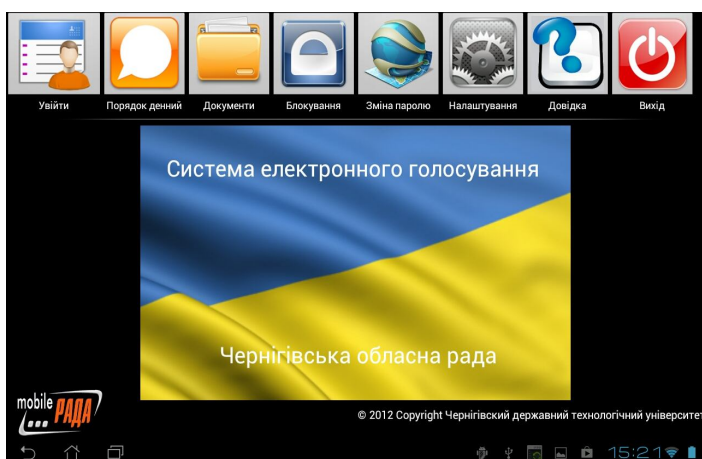 Увійти
Порядок денний
Документи
Блокування
Зміна паролю
Налаштування
Довідка
Вихід
Система електронного голосування
Чернігівська обласна рада
mobile РАДА
© 2012 Copyright Чернігівский державний технологічний університет
15:21